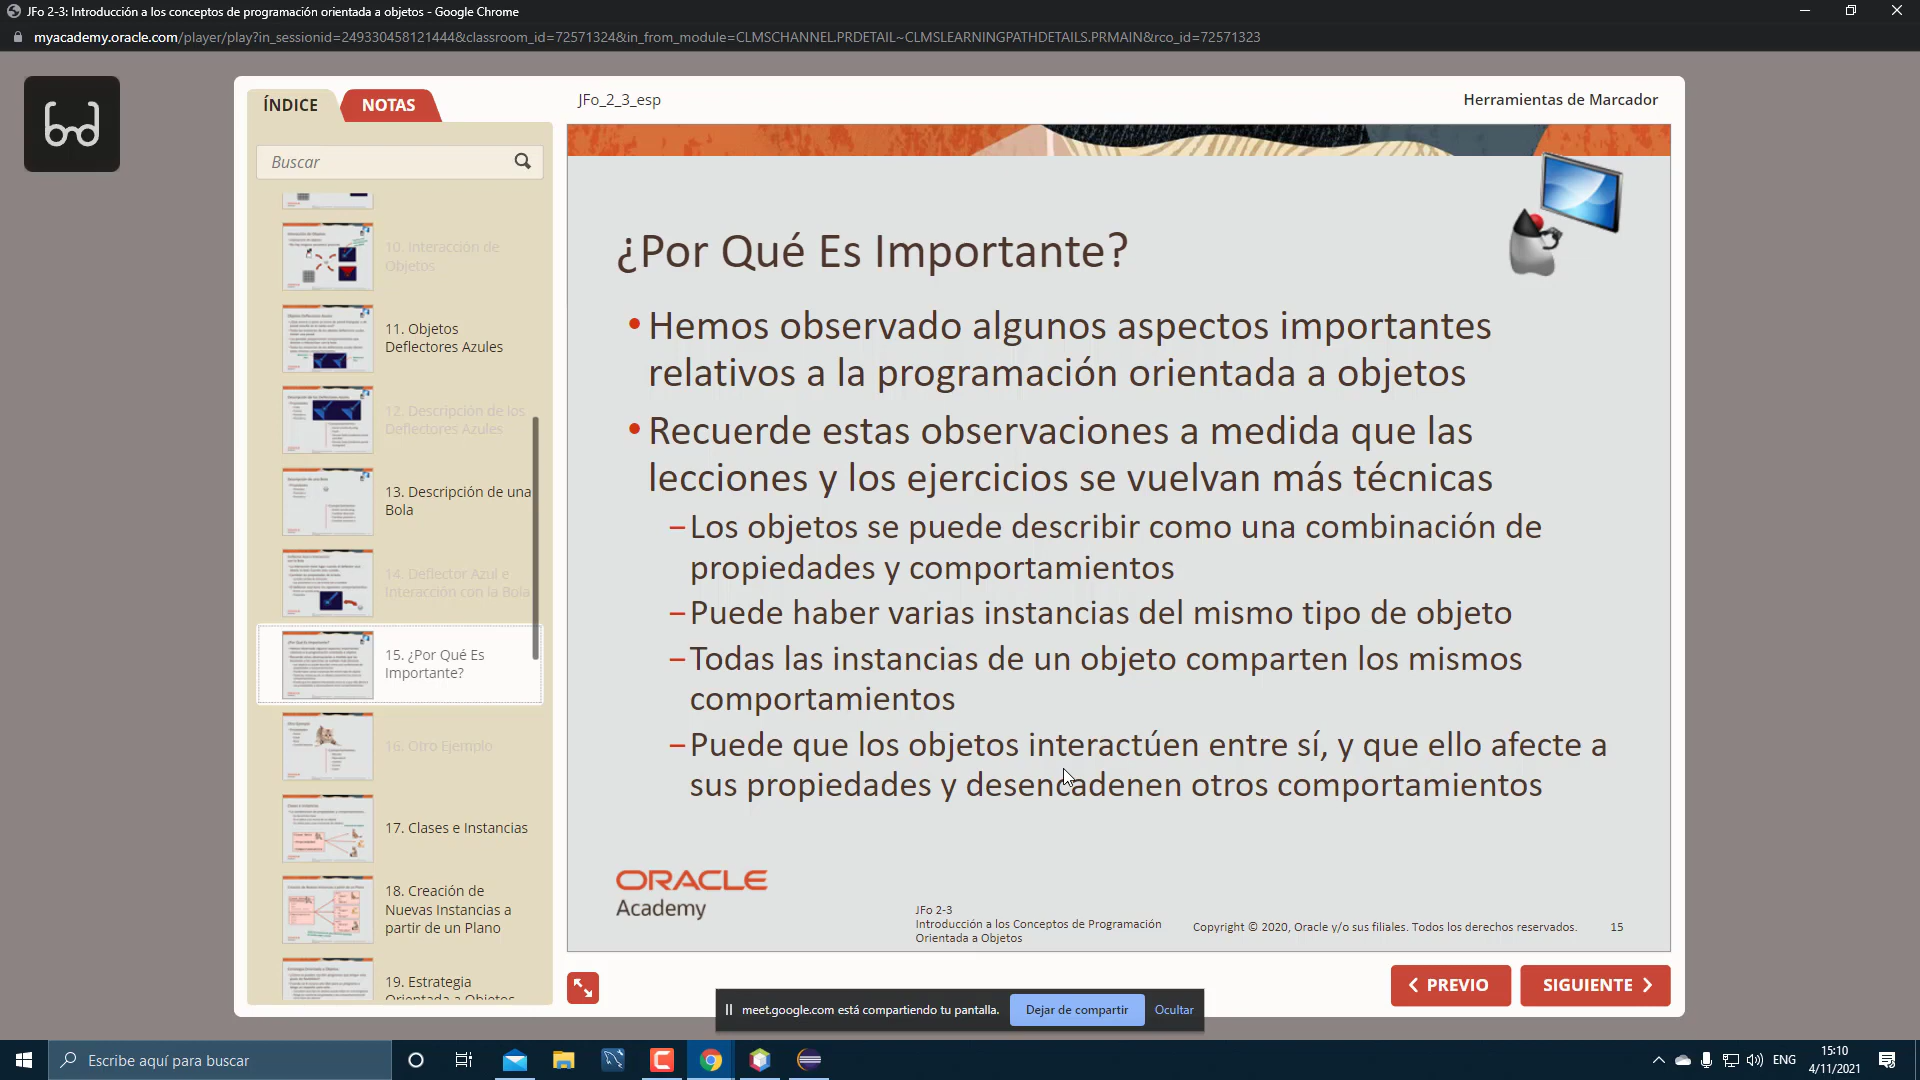 JFo 2-3: Introducción a los conceptos de programación orientada a objetos - Google Chrome
myacademy.oracle.com/player/play?in_sessionid=249330458121444&classroom_id=72571324&in_from_module=CLMSCHANNEL.PRDETAIL~CLMSLEARNINGPATHDETAILS.PRMAIN&rco_id=72571323
ÍNDICE
NOTAS
JFo_2_3_esp
Herramientas de Marcador
Buscar
10. Interacción de
Objetos
11. Objetos
Deflectores Azules
12. Descripción de los
Deflectores Azules
13. Descripción de una
Bola
14. Deflector Azul e
Interacción con la Bola
15. ¿Por Qué Es
Importante?
16. Otro Ejemplo
17. Clases e Instancias
18. Creación de
Nuevas Instancias a
partir de un Plano
19. Estrategia
Orientada a Objetos
¿Por Qué Es Importante?
•Hemos observado algunos aspectos importantes
relativos a la programación orientada a objetos
•Recuerde estas observaciones a medida que las
lecciones y los ejercicios se vuelvan más técnicas
–Los objetos se puede describir como una combinación de
propiedades y comportamientos
–Puede haber varias instancias del mismo tipo de objeto
–Todas las instancias de un objeto comparten los mismos
comportamientos
–Puede que los objetos interactúen entre sí, y que ello afecte a
sus propiedades y desencadenen otros comportamientos
ORACLE
Academy
JFo 2-3
Introducción a los Conceptos de Programación
Orientada a Objetos
Copyright © 2020, Oracle y/o sus filiales. Todos los derechos reservados.
15
PREVIO
SIGUIENTE
meet.google.com está compartiendo tu pantalla.
Dejar de compartir
Ocultar
Escribe aquí para buscar
ENG
15:10
4/11/2021